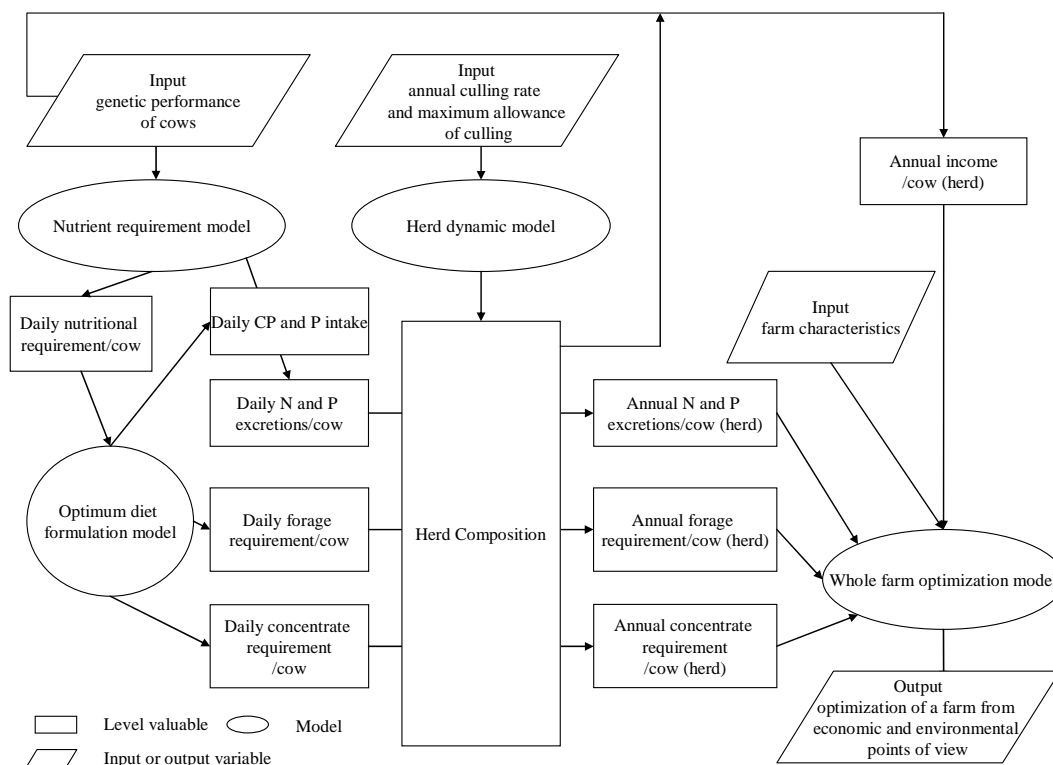 Input
genetic performance
of cows
Input
annual culling rate
and maximum allowance
of culling
Annual income
/cow (herd)
Nutrient requirement model
Herd dynamic model
Input
farm characteristics
Daily nutritional
requirement/cow
Daily CP and P intake
Daily N and P
excretions/cow
Annual N and P
excretions/cow (herd)
Optimum diet
formulation model
Daily forage
requirement/cow
Herd Composition
Annual forage
requirement/cow (herd)
Whole farm optimization model
Daily concentrate
requirement
/cow
Annual concentrate
requirement
/cow (herd)
Output
optimization of a farm from
economic and environmental
points of view
Level valuable
Model
Input or output variable